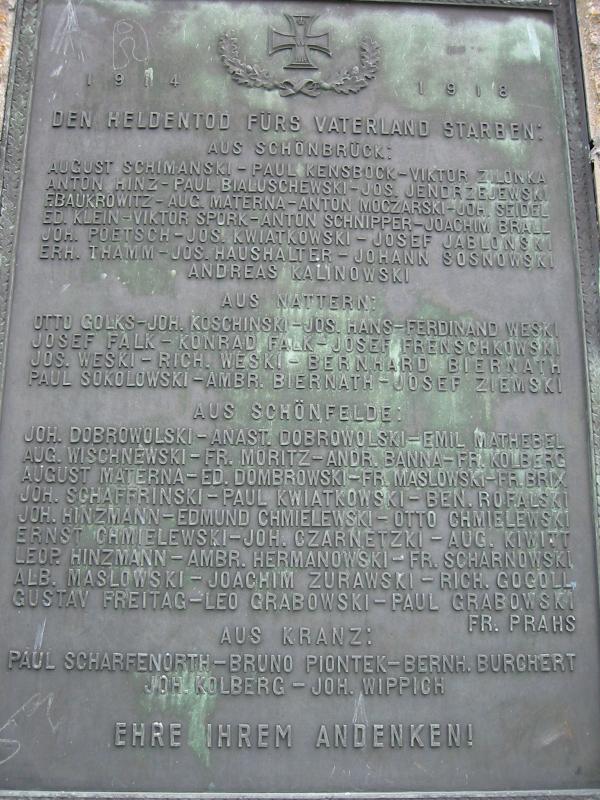 1914 1918
DEN HELDENTOD FÜRS VATERLAND STARBEN:
AUS SCHÖNBRÜCK:
AUGUST SCHIMANSKI - PAUL KENSBOCK - VIKTOR ZILONKA
ANTON HINZ - PAUL BIALUSCHEWSKI - JOS. JENDRZEJEWSKI
F.BAUKROWITZ - AUG. MATERNA - ANTON MOCZARSKI - JOH. SEIDEL
ED. KLEIN - VIKTOR SPORK - ANTON SCHNIPPER - JOACHIM BRALL
JOH. POETSCH - JOS. KWIATKOWSKI - JOSEF JABLONSKI
ERH. THAMM - JOS. HAUSHALTER - JOHANN SOSNOWSKI
ANDREAS KALINOWSKI
AUS NATTERN:
OTTO GOLKS - JOH. KOSCHINSKI - JOS. HANS - FERDINAND WESKI
JOSEF FALK - KONRAD FALK - JOSEF FRENSCHKOWSKI
JOS. WESKI - RICH. WESKI - BERNHARD BIERNATH
PAUL SOKOLOWSKI - AMBR. BIERNATH - JOSEF ZIEMSKI
AUS SCHÖNFELDE:
JOH. DOBROWOLSKI - ANAST. DOBROWOLSKI - EMIL MATHEBEL
AUG. WISCHNEWSKI - FR. MORITZ - ANDR. BANNA - FR. KOLBERG
AUGUST MATERNA - ED. DOMBROWSKI - FR. MASLOWSKI - FR. BRIX
JOH. SCHAFFRINSKI - PAUL KWIATKOWSKI - BEN. ROFALSKI
JOH. HINZMANN - EDMUND CHMIELEWSKI - OTTO CHMIELEWSKI
ERNST CHMIELEWSKI - JOH. CZARNETZKI - AUG. KIWITT
LEOP. HINZMANN - AMBR. HERMANOWSKI - FR. SCHARNOWSKI
ALB. MASLOWSKI - JOACHIM ZURAWSKI - RICH. GOGOLL
GUSTAV FREITAG - LEO GRABOWSKI - PAUL GRABOWSKI
FR. PRAHS
AUS KRANZ:
PAUL SCHARFENORTH - BRUNO PIONTEK - BERNH. BURGHERT
JOH. KOLBERG - JOH. WIPPICH
EHRE IHREM ANDENKEN!